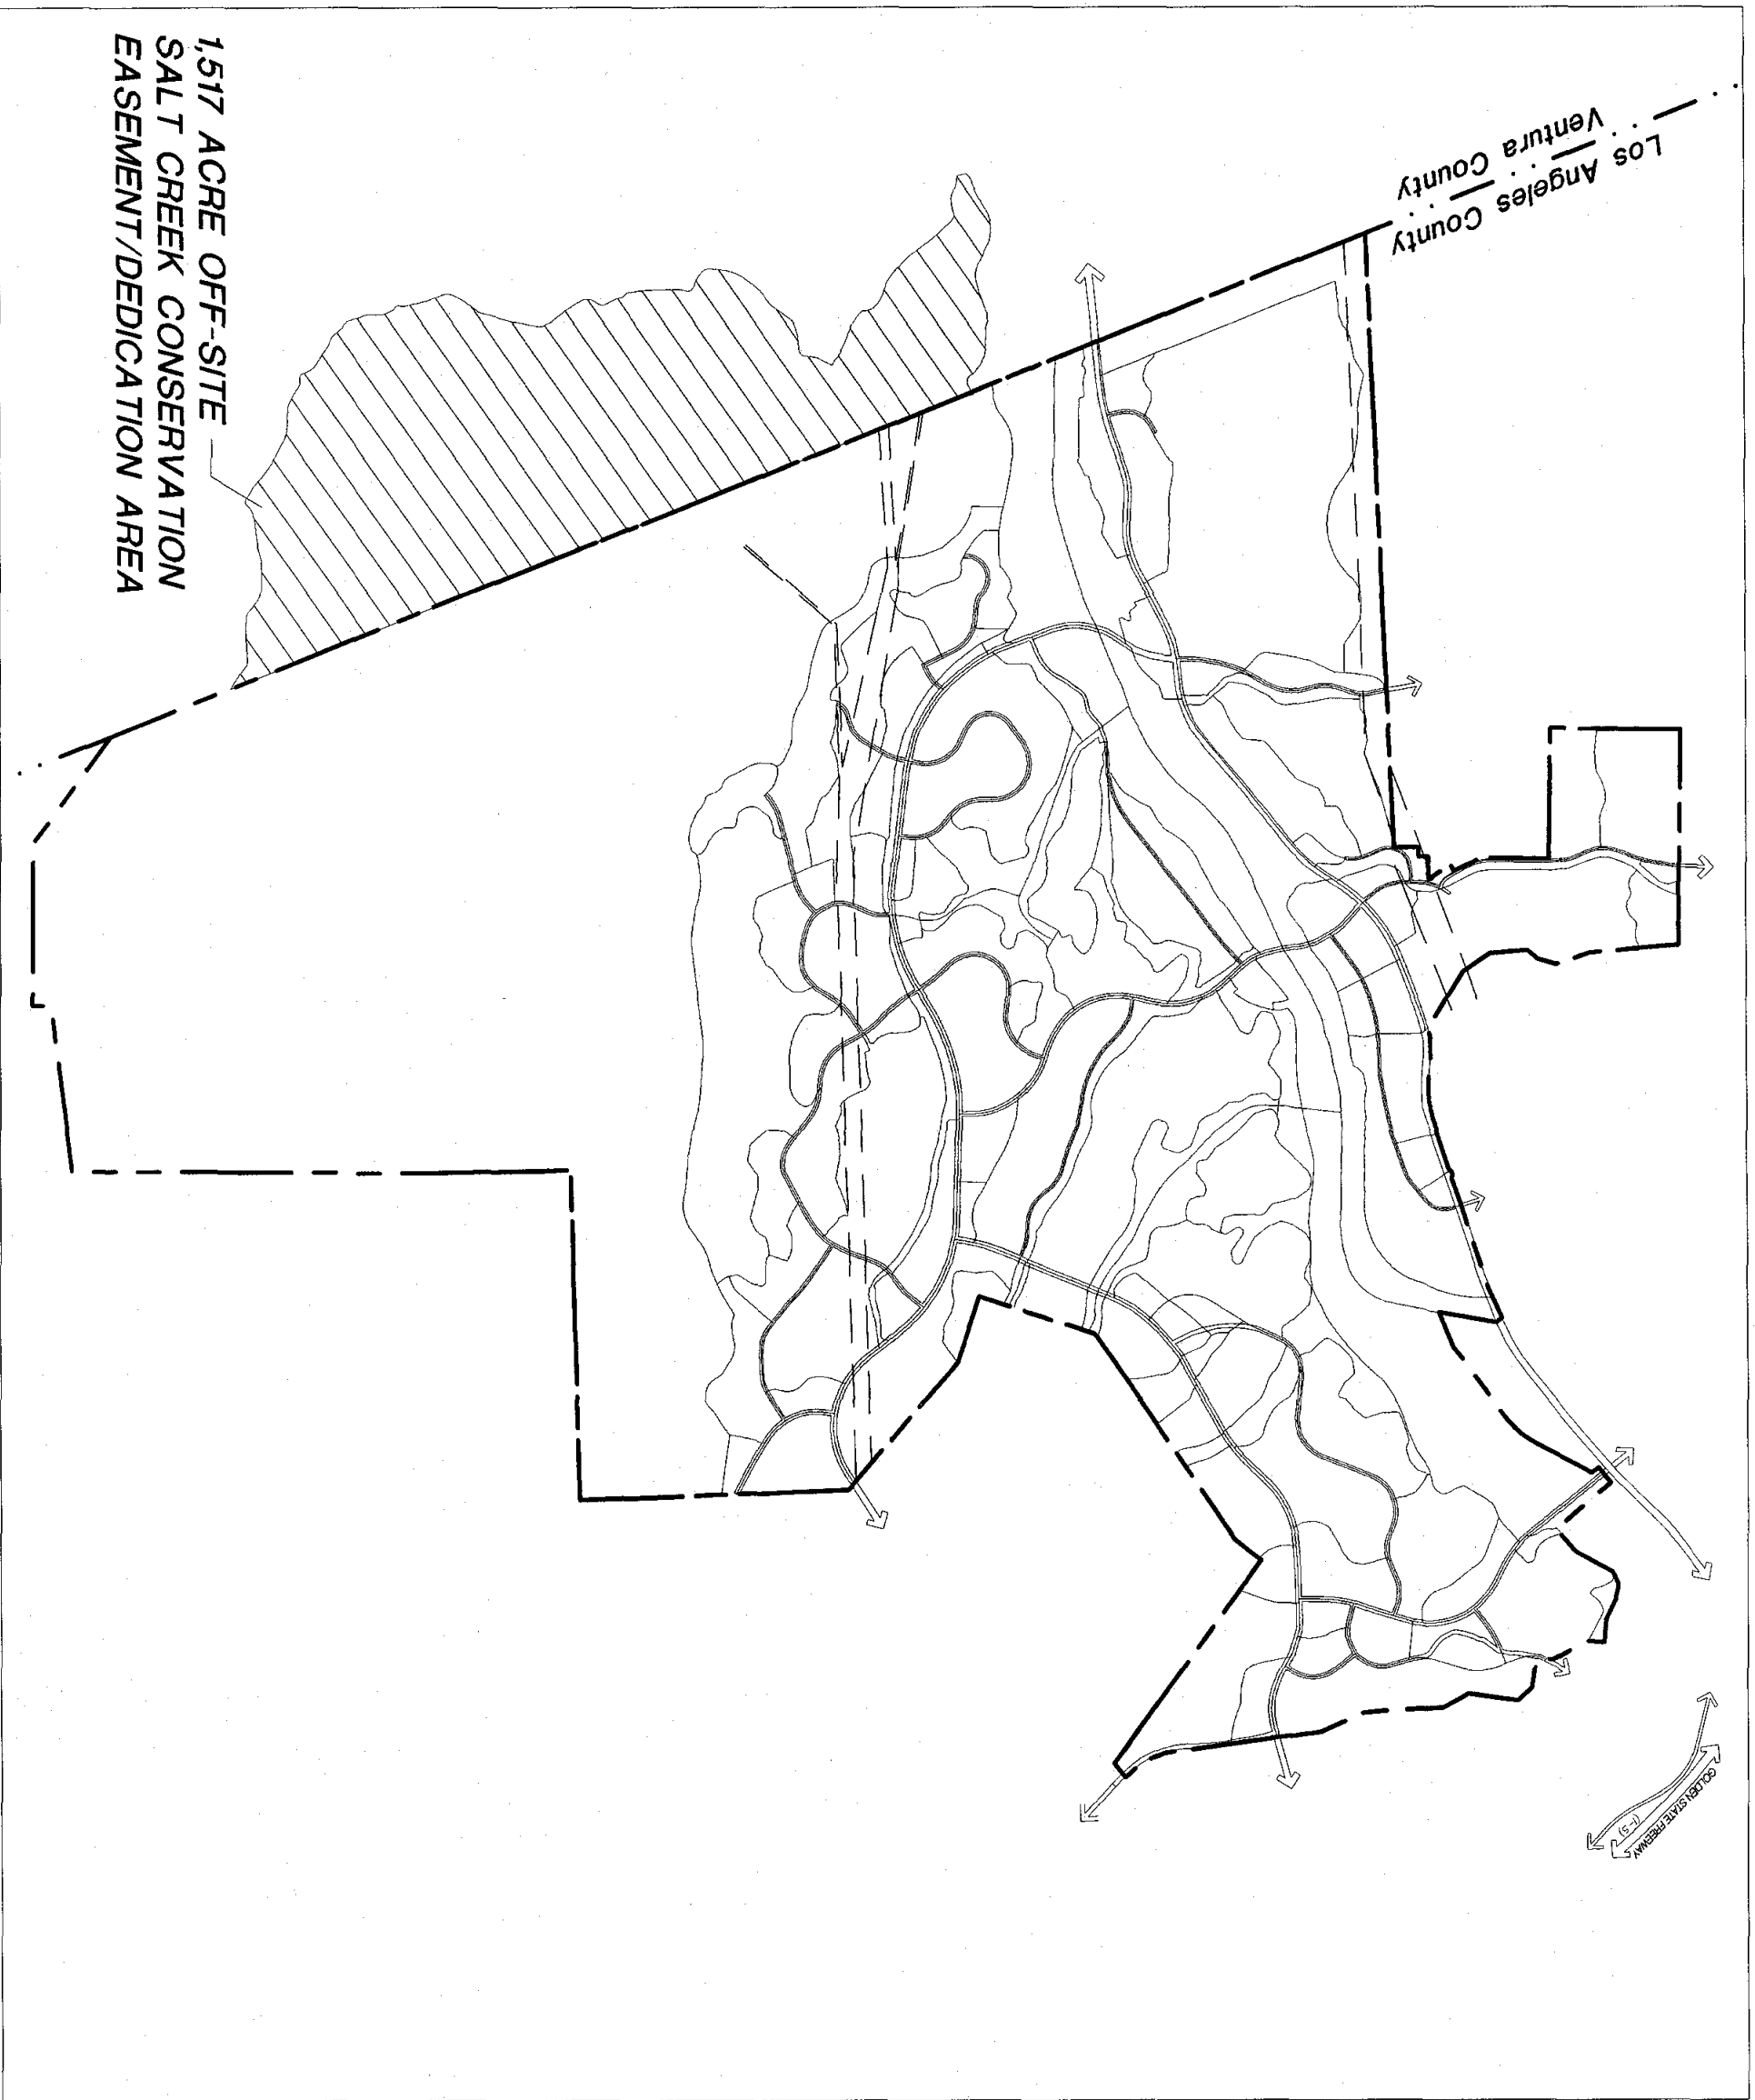 1,517 ACRE OFF-SITE
SALT CREEK CONSERVATION
EASEMENT/DEDICATION AREA
Ventura County
Los Angeles County
GOLDEN STATE FREEWAY
(I-5)